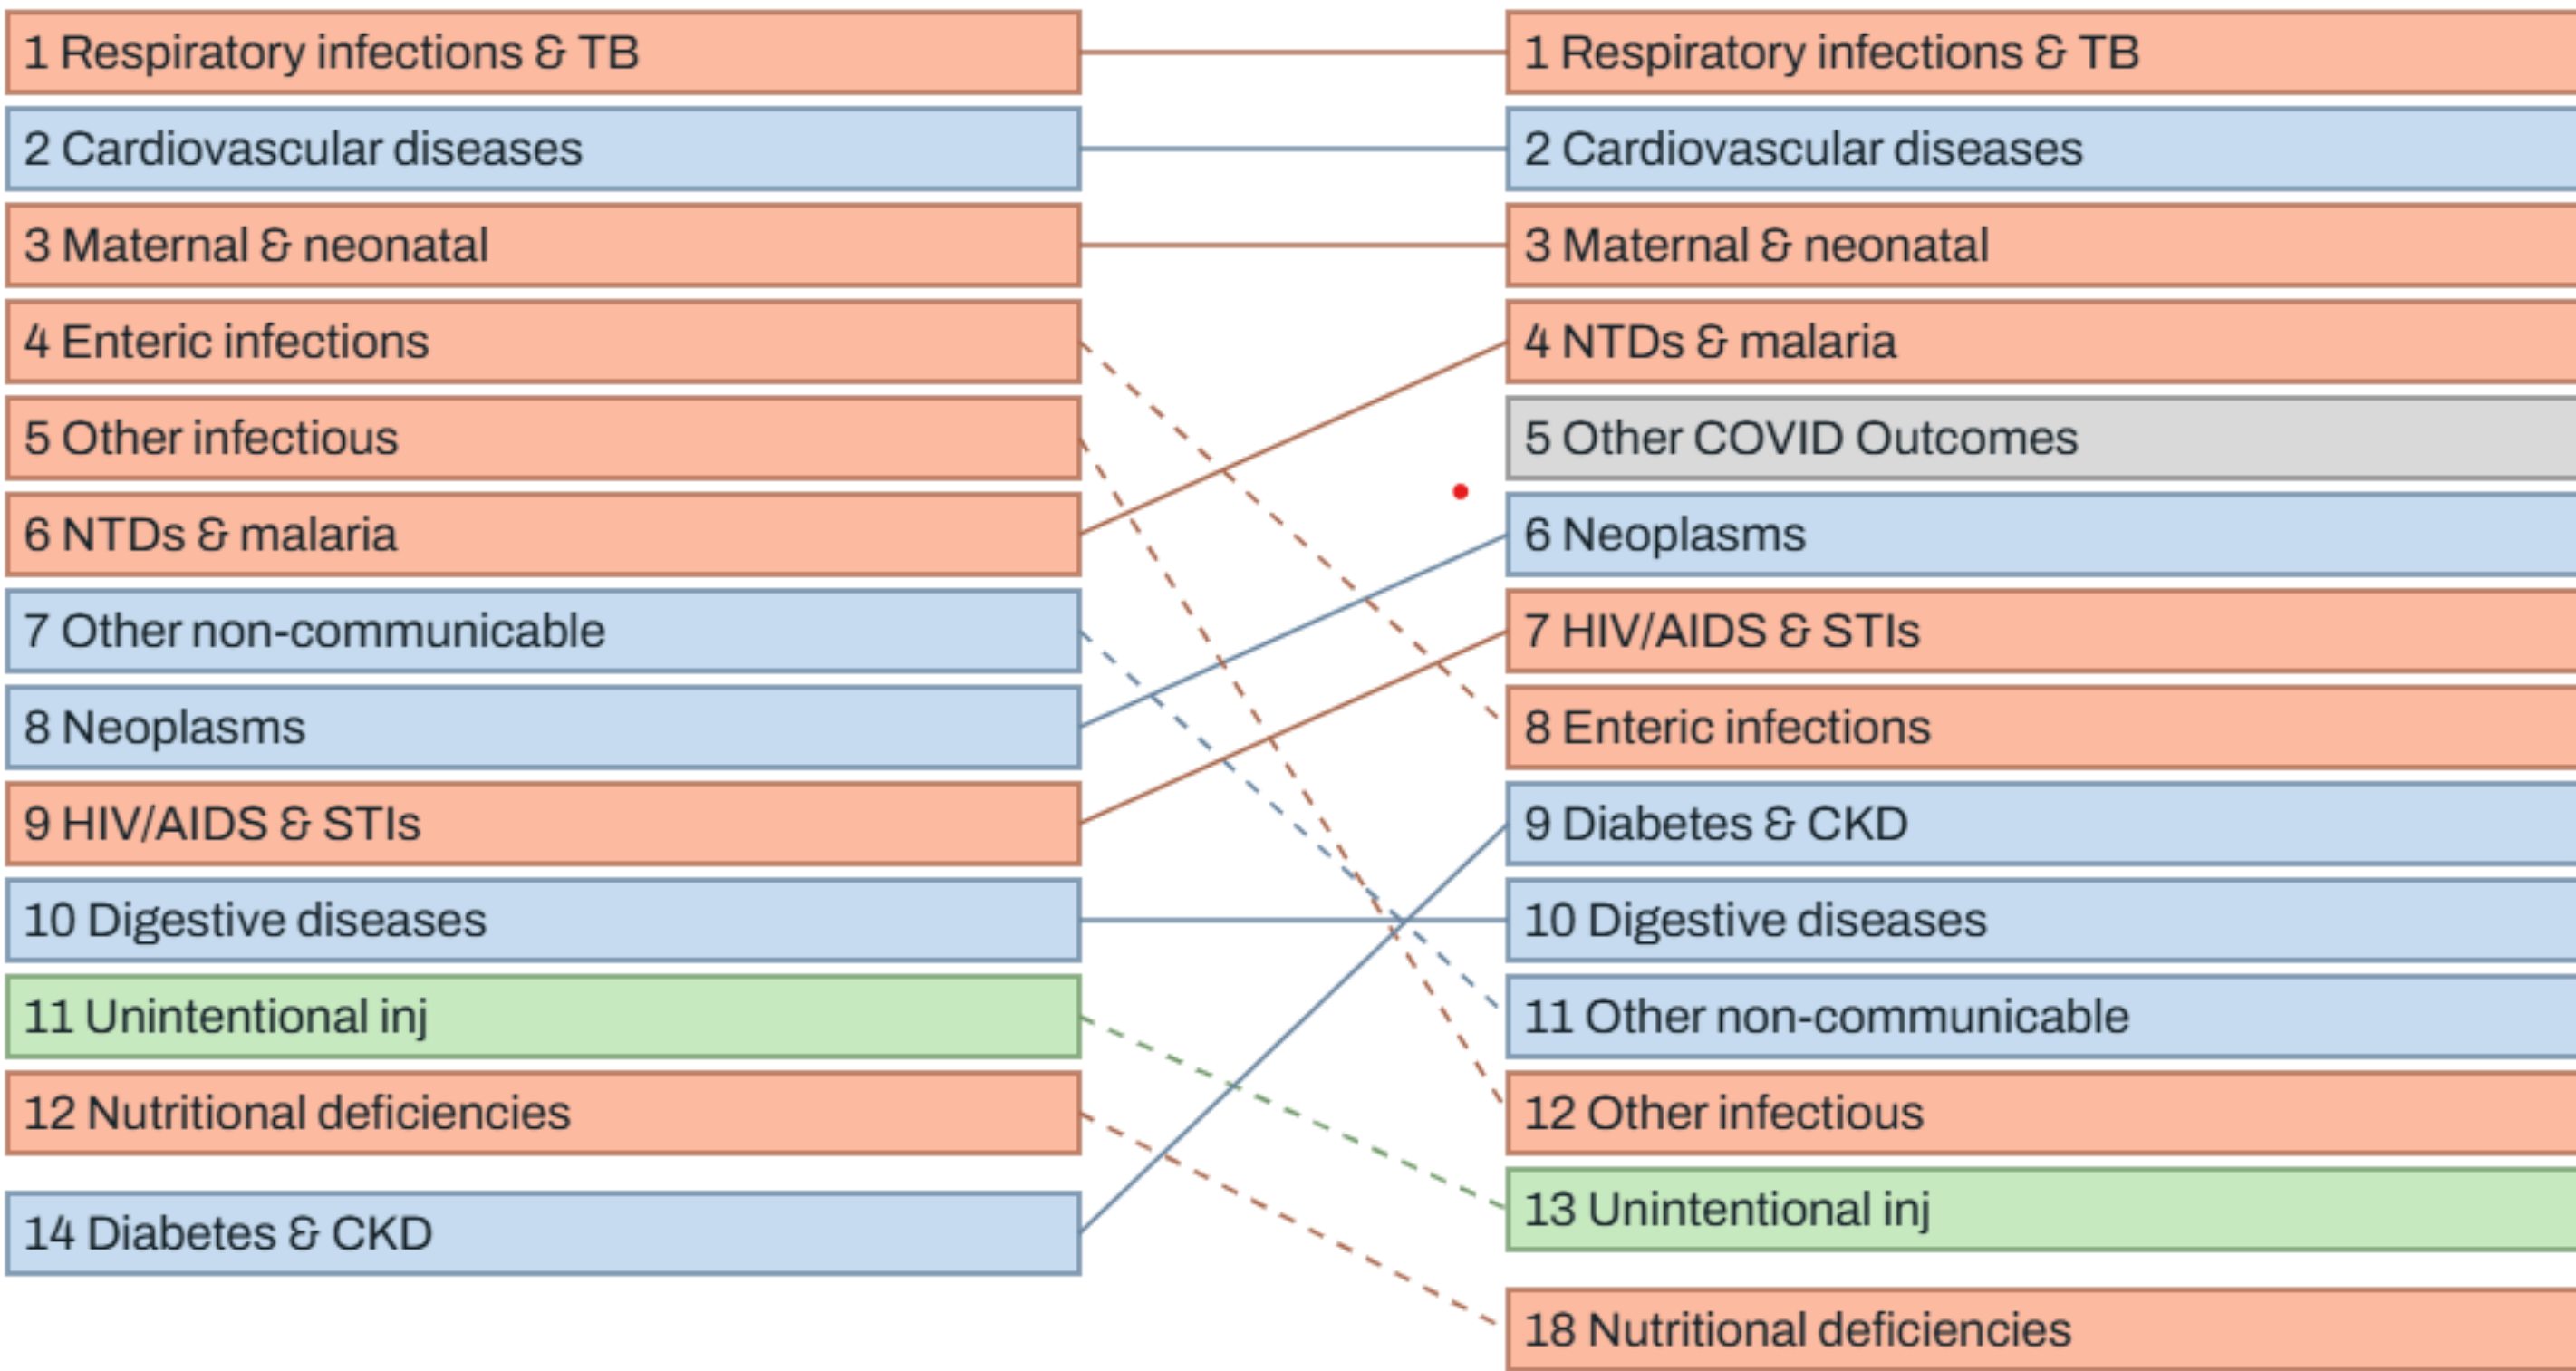 1 Respiratory infections & TB
2 Cardiovascular diseases
3 Maternal & neonatal
4 Enteric infections
5 Other infectious
6 NTDs & malaria
7 Other non-communicable
8 Neoplasms
9 HIV/AIDS & STIs
10 Digestive diseases
11 Unintentional inj
12 Nutritional deficiencies
14 Diabetes & CKD
1 Respiratory infections & TB
2 Cardiovascular diseases
3 Maternal & neonatal
4 NTDs & malaria
5 Other COVID Outcomes
6 Neoplasms
7 HIV/AIDS & STIs
8 Enteric infections
9 Diabetes & CKD
10 Digestive diseases
11 Other non-communicable
12 Other infectious
13 Unintentional inj
18 Nutritional deficiencies